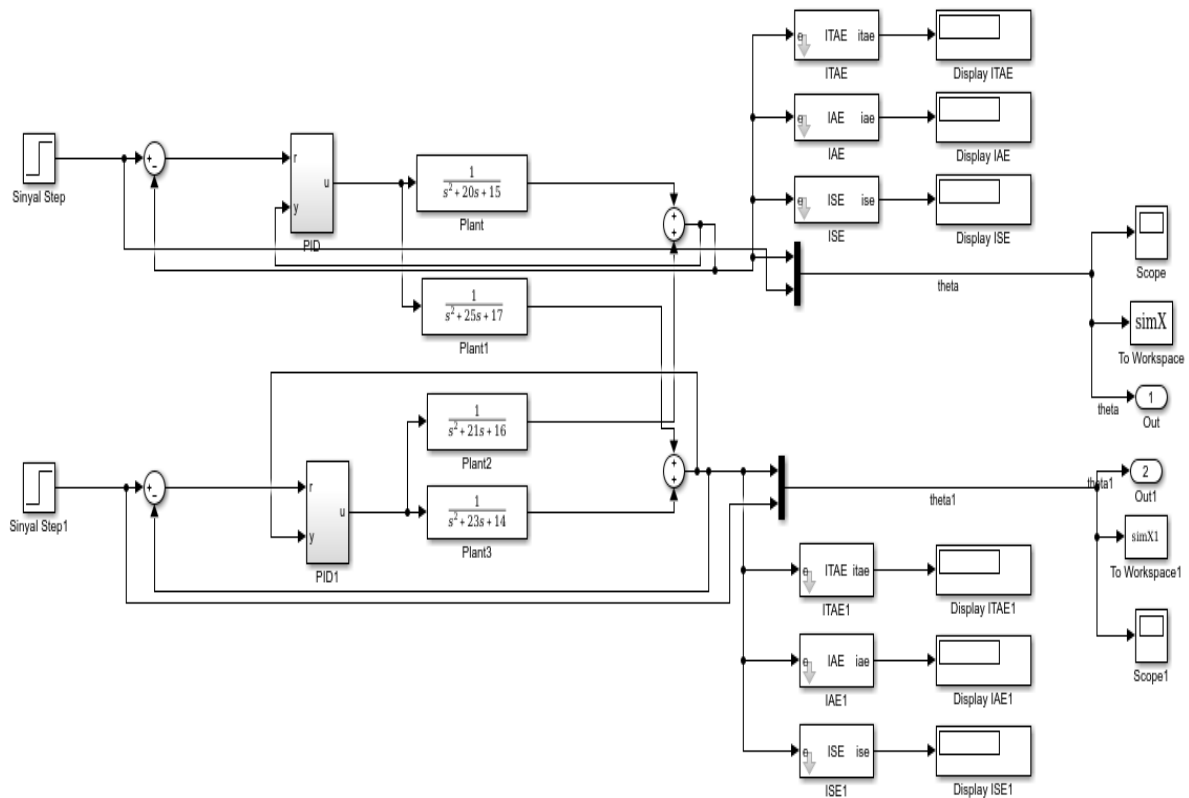 ITAE itae
ITAE
Display ITAE
IAE iae
IAE
Display IAE
ISE ise
ISE
Display ISE
Sinyal Step
+
−
r
u
y
PID
1
s²+20s+15
Plant
+
+
1
s²+25s+17
Plant1
theta
Scope
simX
To Workspace
theta
1
Out
1
s²+21s+16
Plant2
Sinyal Step1
+
−
r
u
y
PID1
1
s²+23s+14
Plant3
+
+
theta1
theta1
2
Out1
simX1
To Workspace1
Scope1
e ITAE itae
ITAE1
Display ITAE1
e IAE iae
IAE1
Display IAE1
e ISE ise
ISE1
Display ISE1